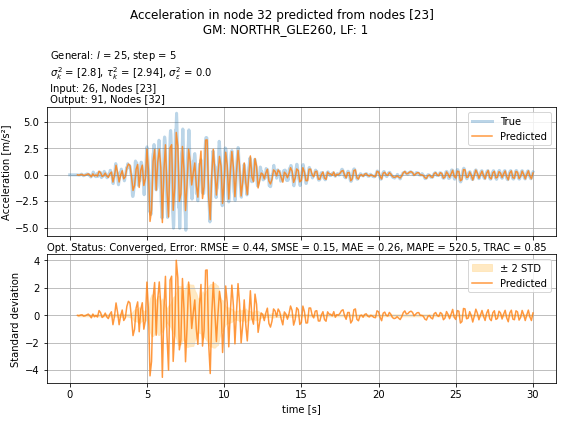 Acceleration in node 32 predicted from nodes [23]
GM: NORTHR_GLE260, LF: 1
General: l = 25, step = 5
σ²ₖ = [2.8], τ²ₖ = [2.94], σ²ε = 0.0
Input: 26, Nodes [23]
Output: 91, Nodes [32]
Acceleration [m/s²]
5.0
2.5
0.0
−2.5
−5.0
True
Predicted
Opt. Status: Converged, Error: RMSE = 0.44, SMSE = 0.15, MAE = 0.26, MAPE = 520.5, TRAC = 0.85
Standard deviation
4
2
0
−2
−4
± 2 STD
Predicted
0 5 10 15 20 25 30
time [s]